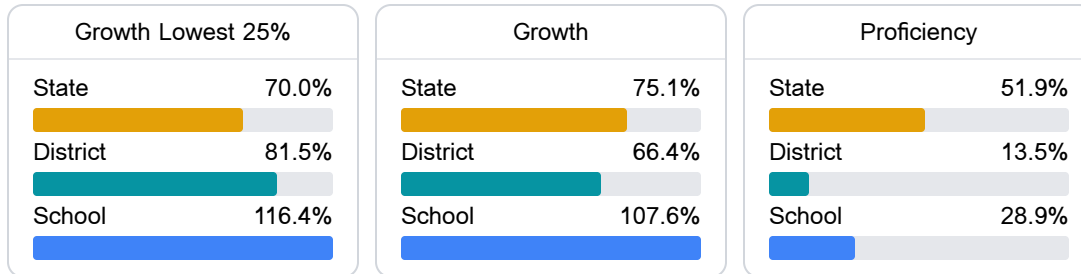 Growth Lowest 25%
State 70.0%
District 81.5%
School 116.4%
Growth
State 75.1%
District 66.4%
School 107.6%
Proficiency
State 51.9%
District 13.5%
School 28.9%